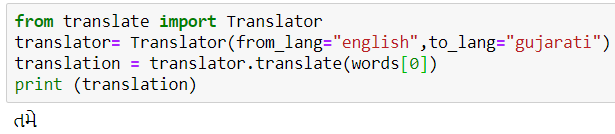 from translate import Translator
translator= Translator(from_lang="english",to_lang="gujarati")
translation = translator.translate(words[0])
print (translation)
તમે